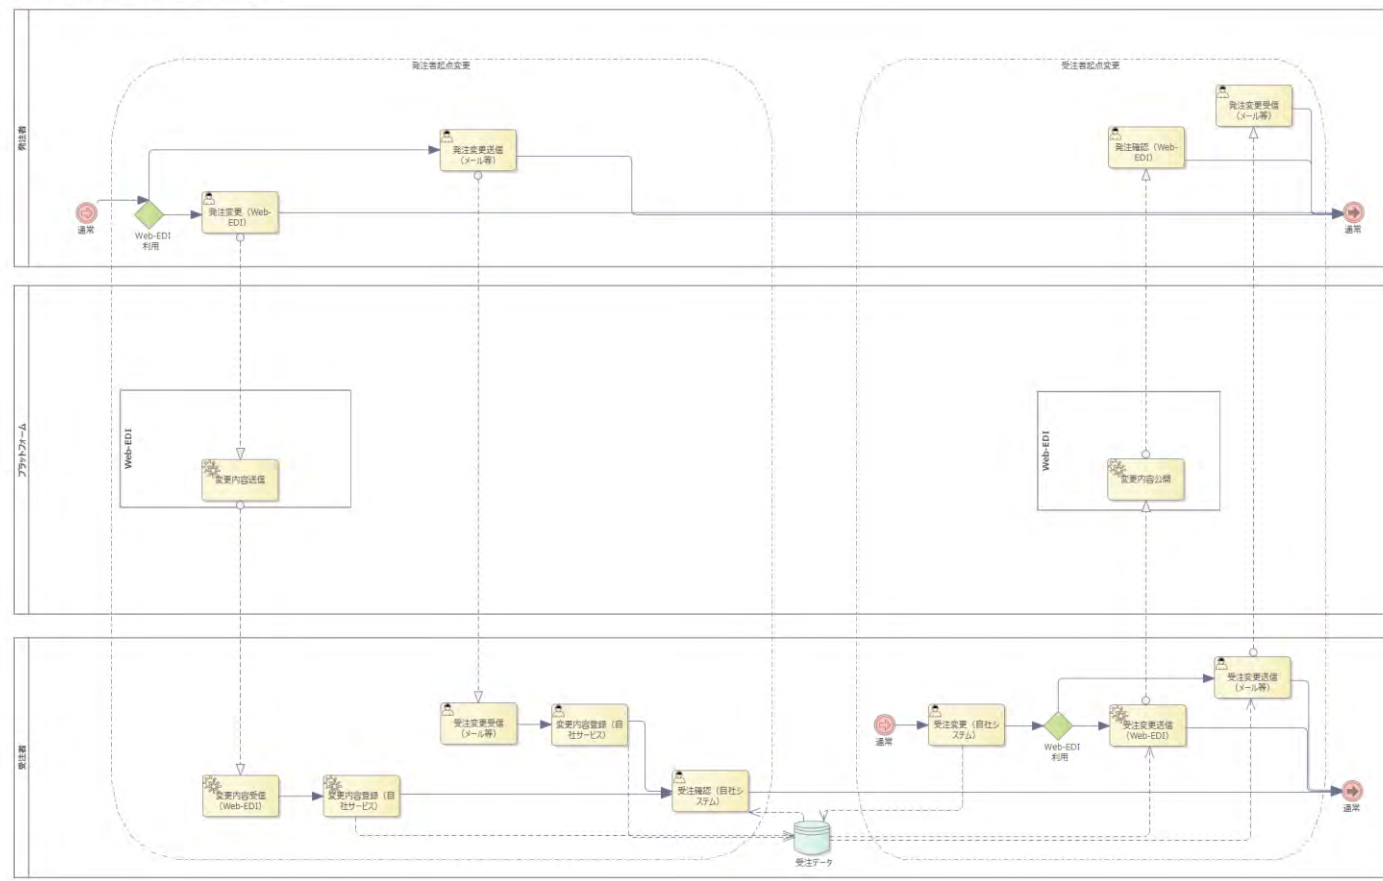 発注者
発注者起点変更
受注者起点変更
発注変更受信
（メール等）
発注変更送信
（メール等）
発注確認（Web-
EDI）
通常
Web-EDI
利用
発注変更（Web-
EDI）
通常
プラットフォーム
Web-EDI
変更内容送信
Web-EDI
変更内容公開
受注者
受注変更受信
（メール等）
変更内容登録（自
社サービス）
通常
受注変更（自社シ
ステム）
Web-EDI
利用
受注変更送信
（Web-EDI）
受注変更送信
（メール等）
変更内容受信
（Web-EDI）
変更内容登録（自
社サービス）
受注確認（自社シ
ステム）
受注データ
通常